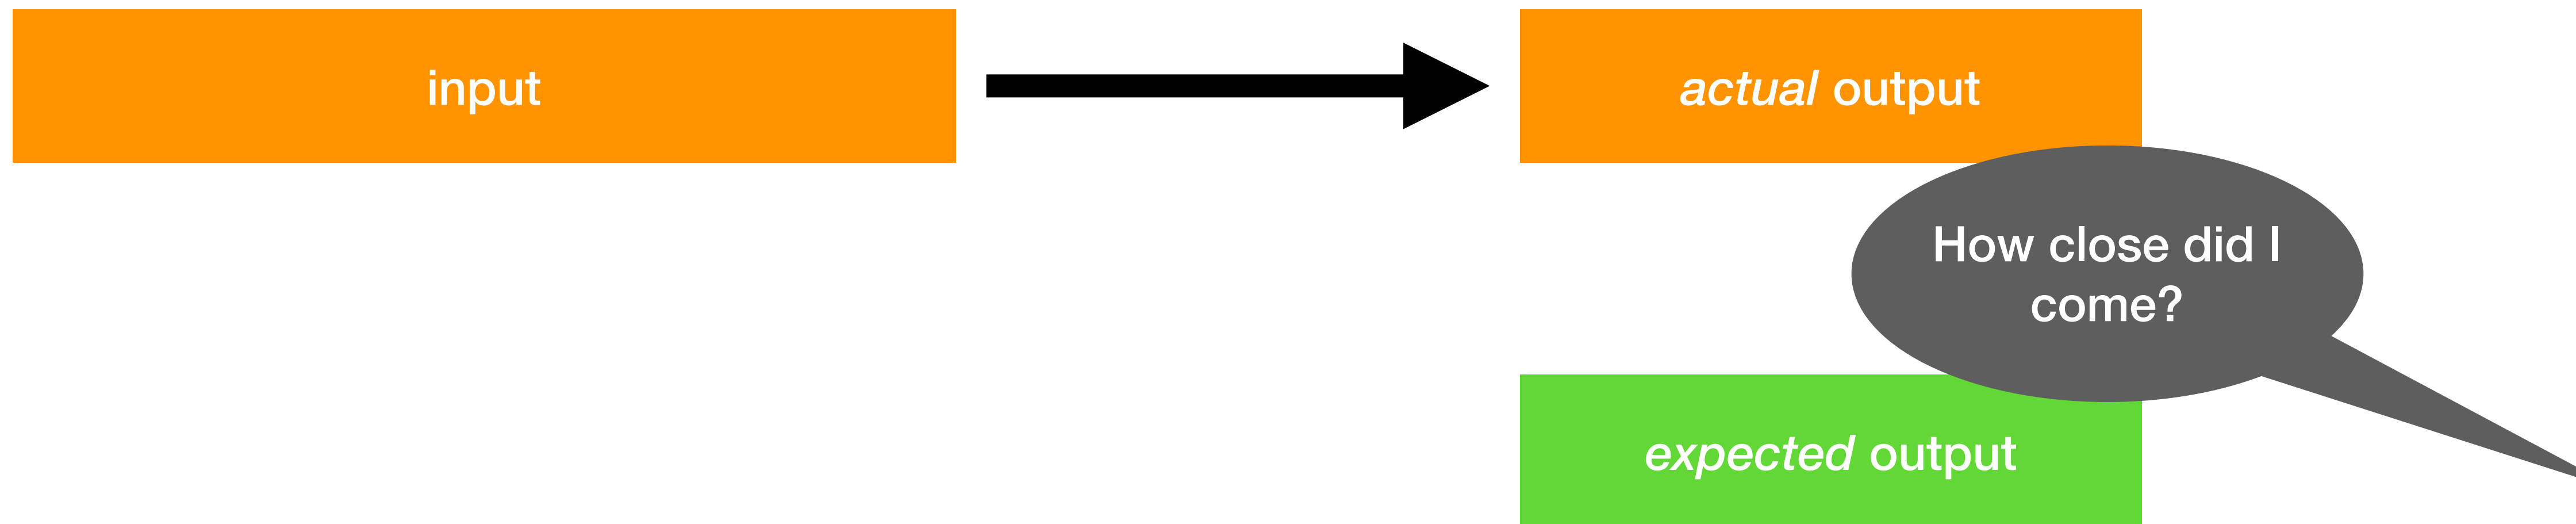 input
actual output
How close did I
come?
expected output